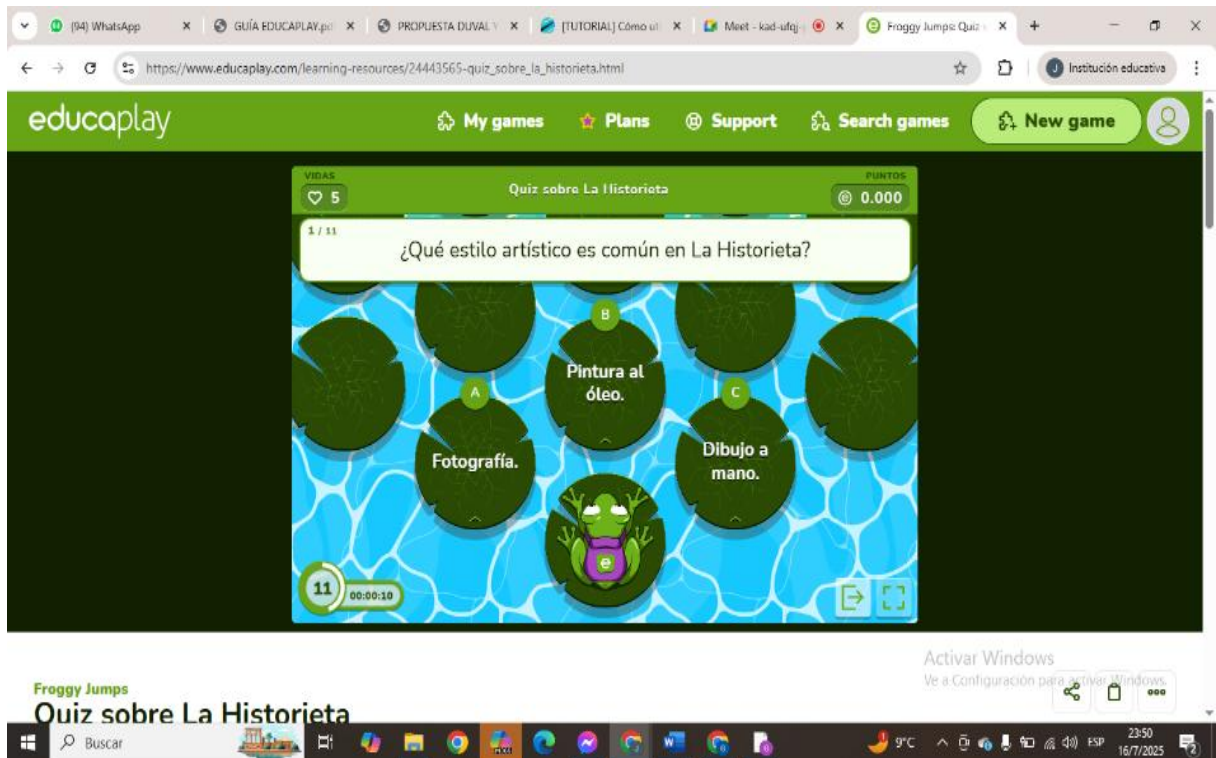 (94) WhatsApp
GUÍA EDUCAPLAY.p
PROPUESTA DUVAL
[TUTORIAL] Cómo ut
Meet - kad-ufqj-
Froggy Jumps: Quiz
https://www.educaplay.com/learning-resources/24443565-quiz_sobre_la_historieta.html
J
Institución educativa
educaplay
My games
Plans
Support
Search games
New game
VIDAS
5
Quiz sobre La Historieta
PUNTOS
0.000
1 / 11
¿Qué estilo artístico es común en La Historieta?
B
Pintura al
óleo.
A
C
Fotografía.
Dibujo a
mano.
e
11
00:00:10
Activar Windows
Ve a Configuración para activar Windows.
Froggy Jumps
Quiz sobre La Historieta
Buscar
9°C
ESP
23:50
16/7/2025
2